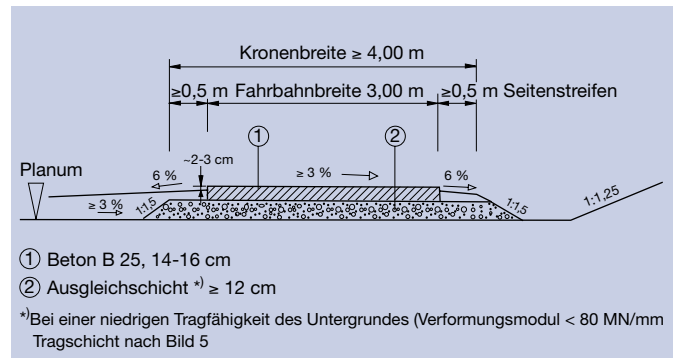 Kronenbreite ≥ 4,00 m
≥0,5 m Fahrbahnbreite 3,00 m ≥0,5 m Seitenstreifen
1 2
~2-3 cm
Planum 6 % ≥ 3 % 6 %
≥ 3 % 1:1,5 1:1,5 1:1,25
1 Beton B 25, 14-16 cm
2 Ausgleichschicht *) ≥ 12 cm
*)Bei einer niedrigen Tragfähigkeit des Untergrundes (Verformungsmodul < 80 MN/mm
Tragschicht nach Bild 5